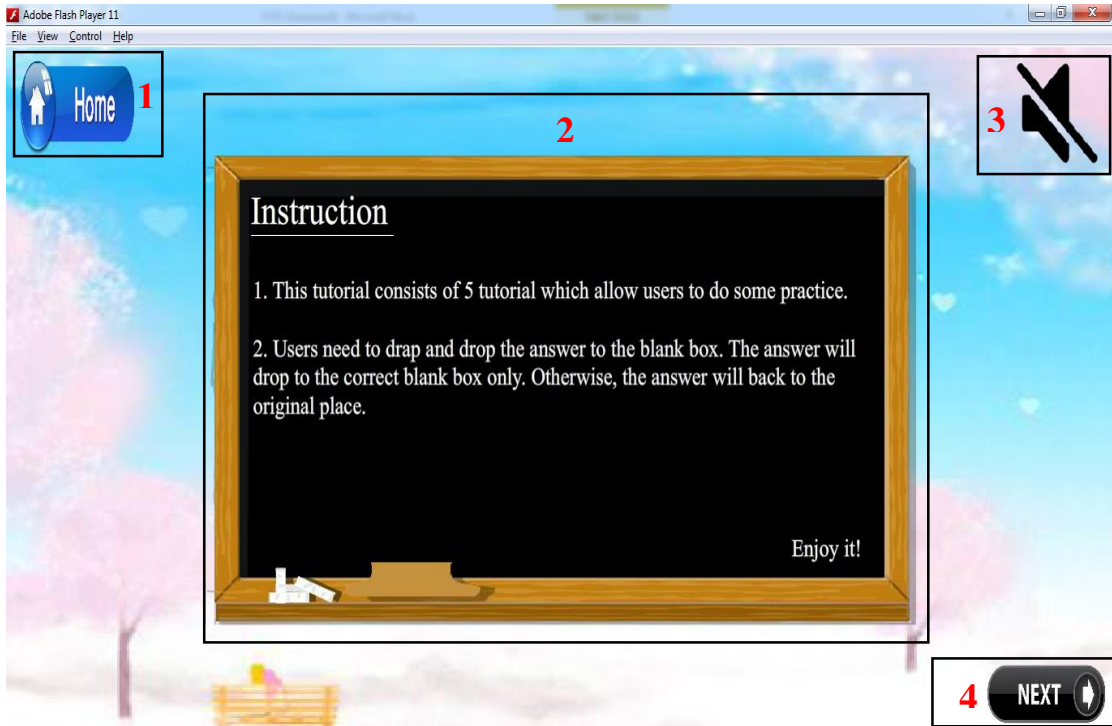 Adobe Flash Player 11
File View Control Help
Home
1
2
3
Instruction
1. This tutorial consists of 5 tutorial which allow users to do some practice.
2. Users need to drap and drop the answer to the blank box. The answer will
drop to the correct blank box only. Otherwise, the answer will back to the
original place.
Enjoy it!
4
NEXT